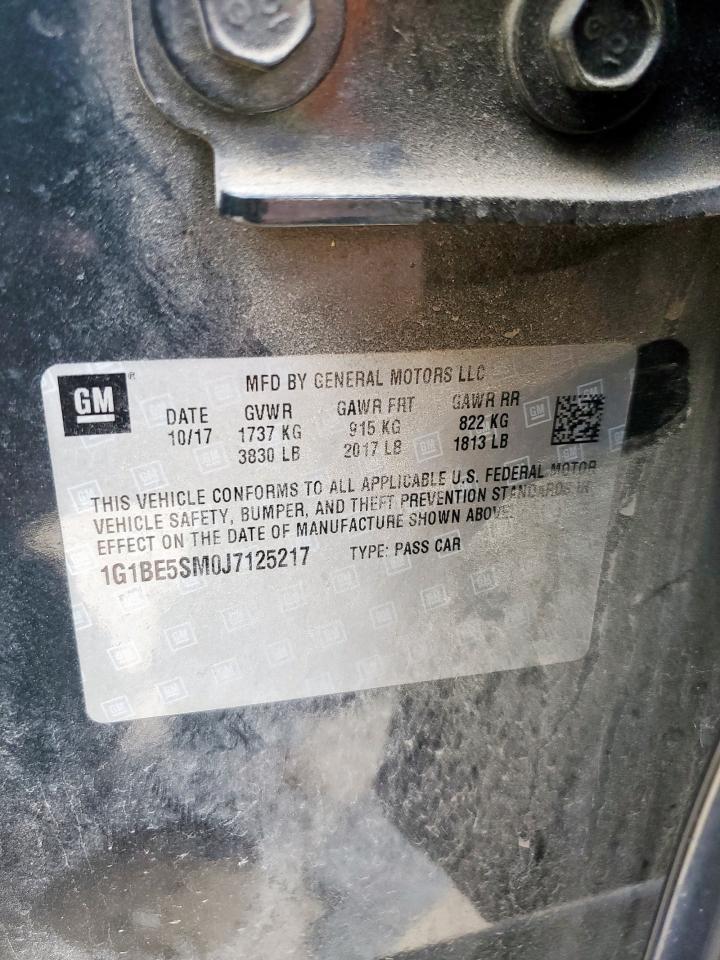 GM
MFD BY GENERAL MOTORS LLC
DATE GVWR GAWR FRT GAWR RR
10/17 1737 KG 915 KG 822 KG
3830 LB 2017 LB 1813 LB
THIS VEHICLE CONFORMS TO ALL APPLICABLE U.S. FEDERAL MOTOR
VEHICLE SAFETY, BUMPER, AND THEFT PREVENTION STANDARDS IN
EFFECT ON THE DATE OF MANUFACTURE SHOWN ABOVE.
1G1BE5SM0J7125217 TYPE: PASS CAR